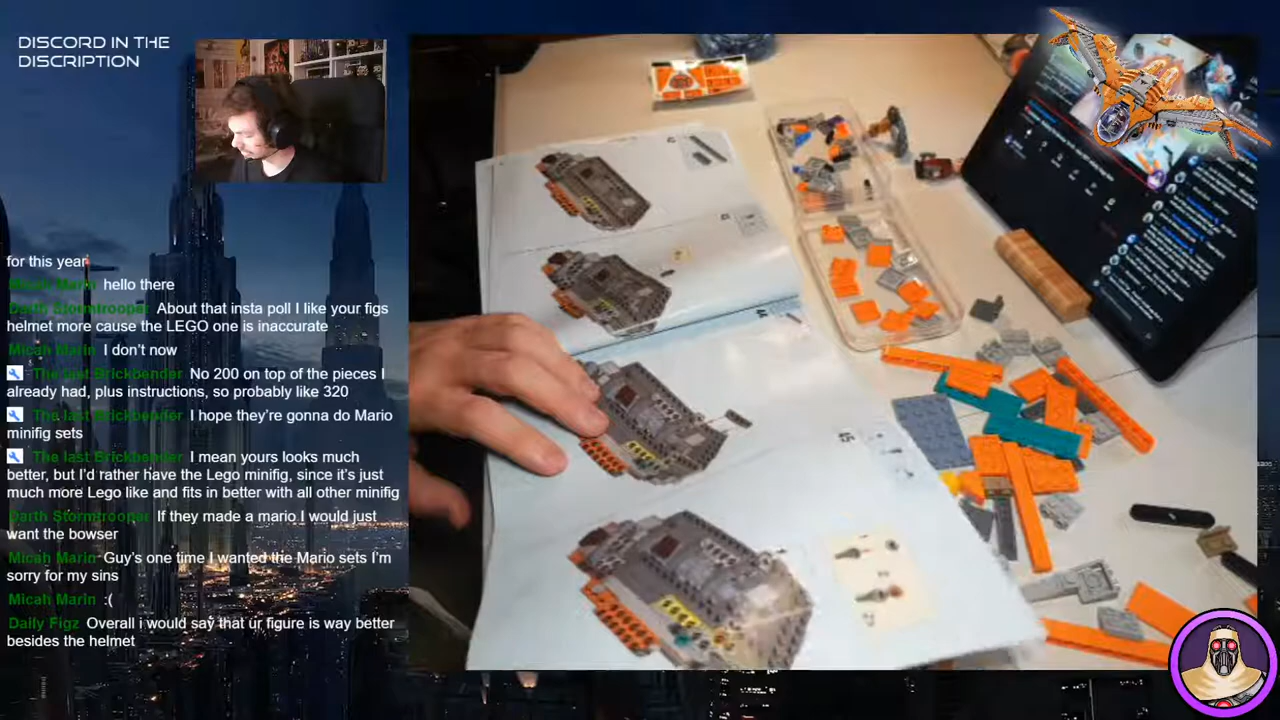 DISCORD IN THE
DISCRIPTION
for this year
Micah Marin hello there
Darth Stormtrooper About that insta poll I like your figs
helmet more cause the LEGO one is inaccurate
Micah Marin I don't now
The last Brickbender No 200 on top of the pieces I
already had, plus instructions, so probably like 320
The last Brickbender I hope they're gonna do Mario
minifig sets
The last Brickbender I mean yours looks much
better, but I'd rather have the Lego minifig, since it's just
much more Lego like and fits in better with all other minifig
Darth Stormtrooper If they made a mario I would just
want the bowser
Micah Marin Guy's one time I wanted the Mario sets I'm
sorry for my sins
Micah Marin :(
Daily Figz Overall i would say that ur figure is way better
besides the helmet